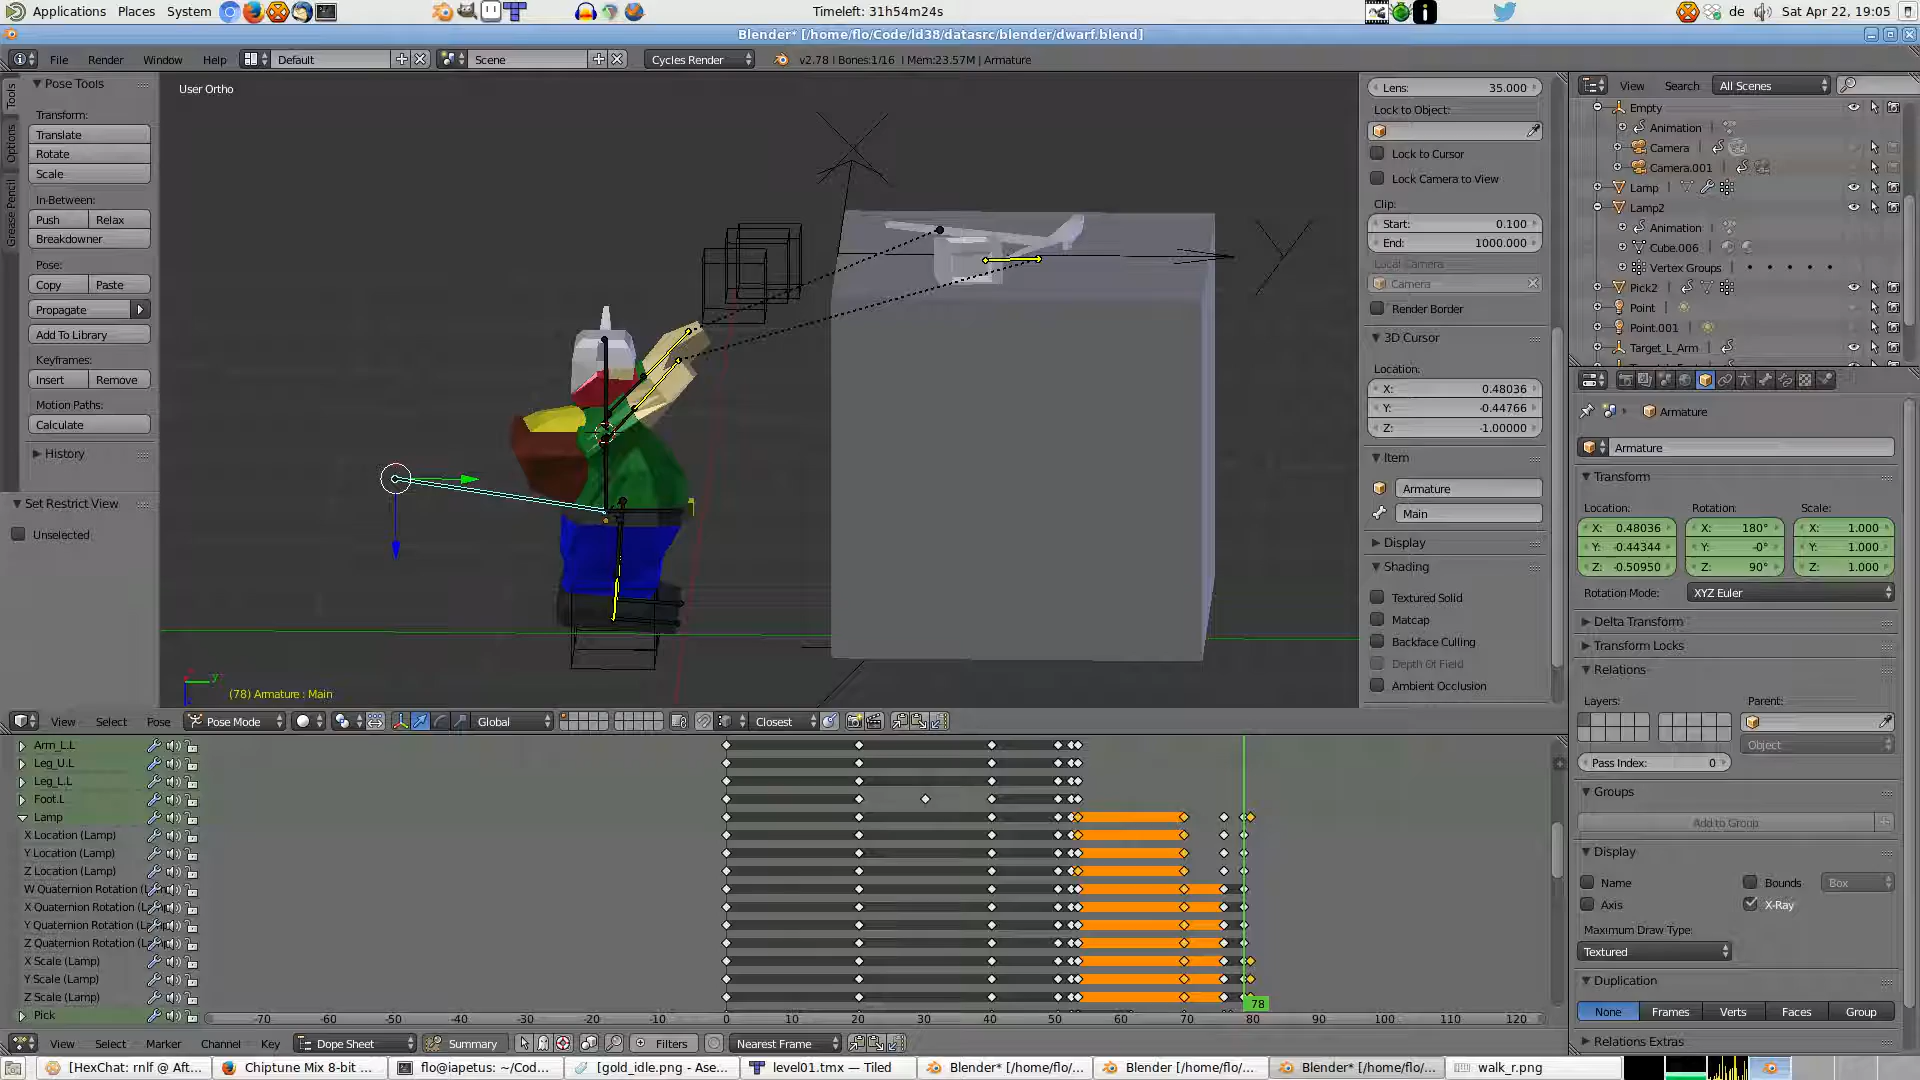 Applications Places System
Timeleft: 31h54m24s
de Sat Apr 22, 19:05
Blender* [/home/flo/Code/ld38/datasrc/blender/dwarf.blend]
File Render Window Help Default Scene Cycles Render v2.78 | Bones:1/16 | Mem:23.57M | Armature
Tools
Options
Grease Pencil
Pose Tools
Transform:
Translate
Rotate
Scale
In-Between:
Push Relax
Breakdowner
Pose:
Copy Paste
Propagate
Add To Library
Keyframes:
Insert Remove
Motion Paths:
Calculate
History
Set Restrict View
Unselected
User Ortho
(78) Armature : Main
Lens: 35.000
Lock to Object:
Lock to Cursor
Lock Camera to View
Clip:
Start: 0.100
End: 1000.000
Local Camera
Camera
Render Border
3D Cursor
Location:
X: 0.48036
Y: -0.44766
Z: -1.00000
Item
Armature
Main
Display
Shading
Textured Solid
Matcap
Backface Culling
Depth Of Field
Ambient Occlusion
View Search All Scenes
Empty
Animation
Camera
Camera.001
Lamp
Lamp2
Animation
Cube.006
Vertex Groups
Pick2
Point
Point.001
Target_L_Arm
Armature
Armature
Transform
Location: Rotation: Scale:
X: 0.48036 X: 180° X: 1.000
Y: -0.44344 Y: -0° Y: 1.000
Z: -0.50950 Z: 90° Z: 1.000
Rotation Mode: XYZ Euler
Delta Transform
Transform Locks
Relations
Layers: Parent:
Object
Pass Index: 0
Groups
Add to Group
Display
Name Bounds Box
Axis X-Ray
Maximum Draw Type:
Textured
Duplication
None Frames Verts Faces Group
Relations Extras
View Select Pose Pose Mode Global Closest
Arm_L.L
Leg_U.L
Leg_L.L
Foot.L
Lamp
X Location (Lamp)
Y Location (Lamp)
Z Location (Lamp)
W Quaternion Rotation (L
X Quaternion Rotation (La
Y Quaternion Rotation (La
Z Quaternion Rotation (La
X Scale (Lamp)
Y Scale (Lamp)
Z Scale (Lamp)
Pick
78
-70 -60 -50 -40 -30 -20 -10 0 10 20 30 40 50 60 70 80 90 100 110 120
View Select Marker Channel Key Dope Sheet Summary Filters Nearest Frame
[HexChat: rnlf @ Aft... Chiptune Mix 8-bit ... flo@iapetus: ~/Cod... [gold_idle.png - Ase... level01.tmx — Tiled Blender* [/home/flo/... Blender [/home/flo/... Blender* [/home/flo/... walk_r.png